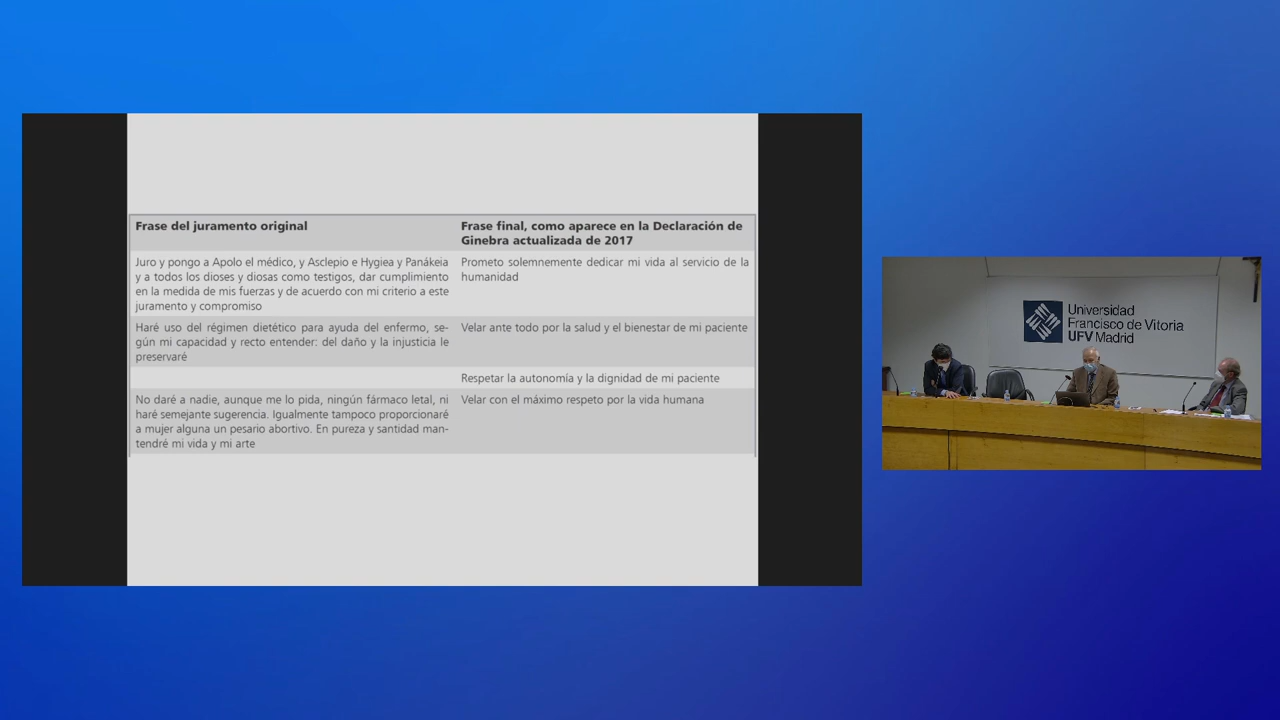 Frase del juramento original
Frase final, como aparece en la Declaración de
Ginebra actualizada de 2017
Juro y pongo a Apolo el médico, y Asclepio e Hygiea y Panákeia
y a todos los dioses y diosas como testigos, dar cumplimiento
en la medida de mis fuerzas y de acuerdo con mi criterio a este
juramento y compromiso
Prometo solemnemente dedicar mi vida al servicio de la
humanidad
Haré uso del régimen dietético para ayuda del enfermo, se-
gún mi capacidad y recto entender: del daño y la injusticia le
preservaré
Velar ante todo por la salud y el bienestar de mi paciente
Respetar la autonomía y la dignidad de mi paciente
No daré a nadie, aunque me lo pida, ningún fármaco letal, ni
haré semejante sugerencia. Igualmente tampoco proporcionaré
a mujer alguna un pesario abortivo. En pureza y santidad man-
tendré mi vida y mi arte
Velar con el máximo respeto por la vida humana
Universidad
Francisco de Vitoria
UFV Madrid